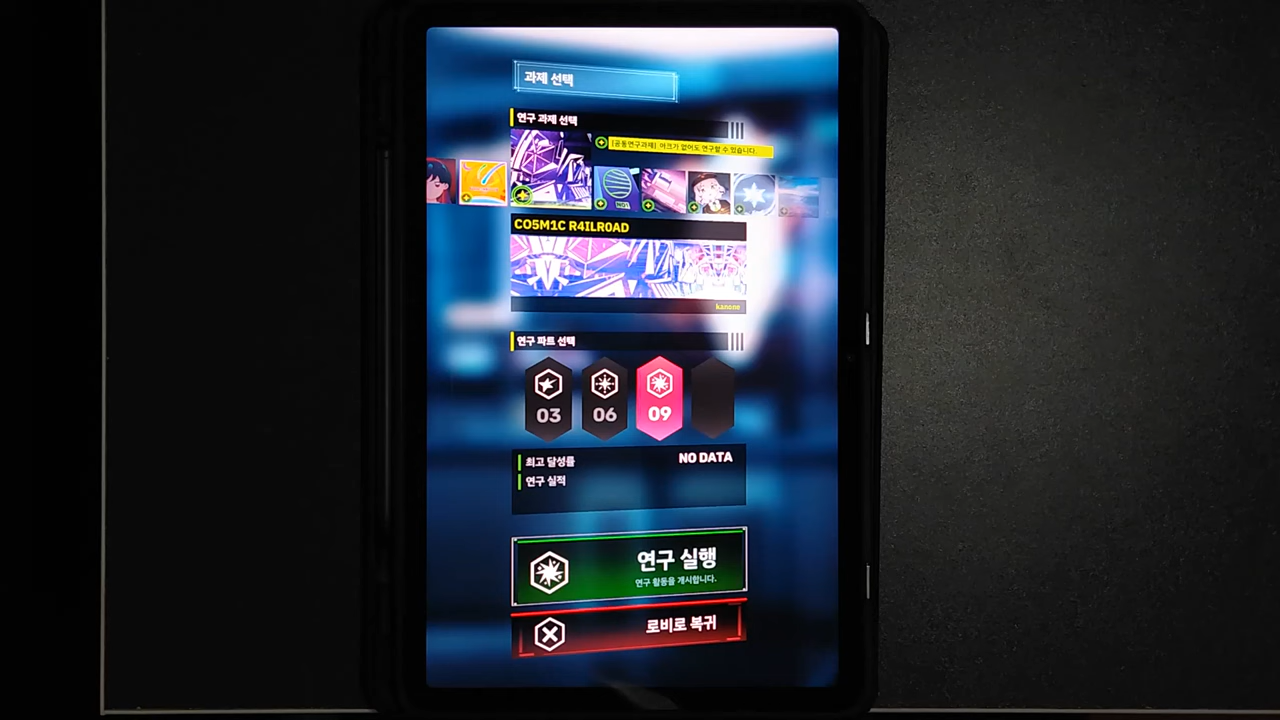 과제 선택
연구 과제 선택
[공동연구과제] 아크가 없어도 연구할 수 있습니다.
NO1
CO5M1C R4ILR0AD
kanone
연구 파트 선택
03
06
09
최고 달성률
NO DATA
연구 실적
연구 실행
연구 활동을 개시합니다.
로비로 복귀